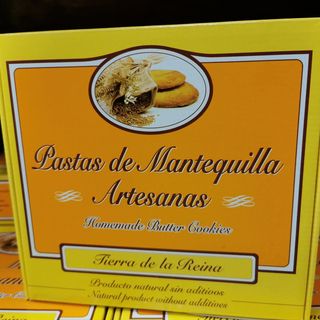 Pastas de Mantequilla
Artesanas
Homemade Butter Cookies
Tierra de la Reina
Producto natural sin aditivos
Natural product without additives